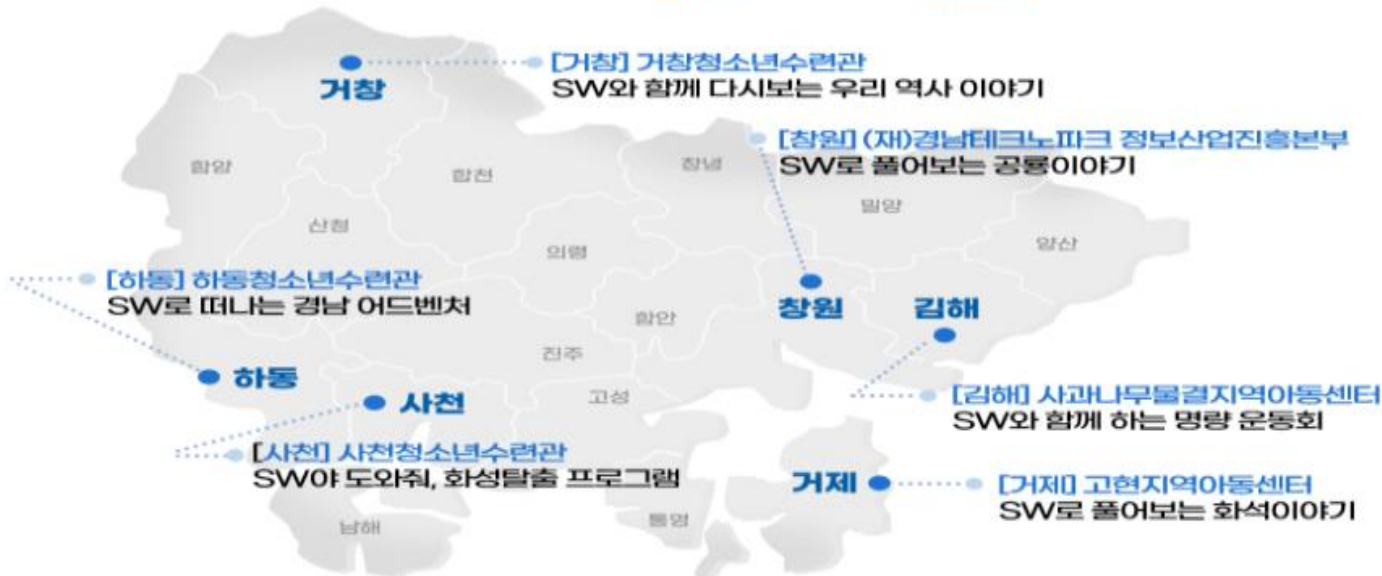 [거창] 거창청소년수련관
거창
SW와 함께 다시보는 우리 역사 이야기
[창원] (재)경남테크노파크 정보산업진흥본부
SW로 풀어보는 공룡이야기
함양
합천
창녕
밀양
산청
의령
양산
[하동] 하동청소년수련관
SW로 떠나는 경남 어드벤처
창원
김해
함안
진주
하동
사천
고성
[김해] 사과나무물결지역아동센터
SW와 함께 하는 명량 운동회
[사천] 사천청소년수련관
SW야 도와줘, 화성탈출 프로그램
거제
[거제] 고현지역아동센터
SW로 풀어보는 화석이야기
남해
통영